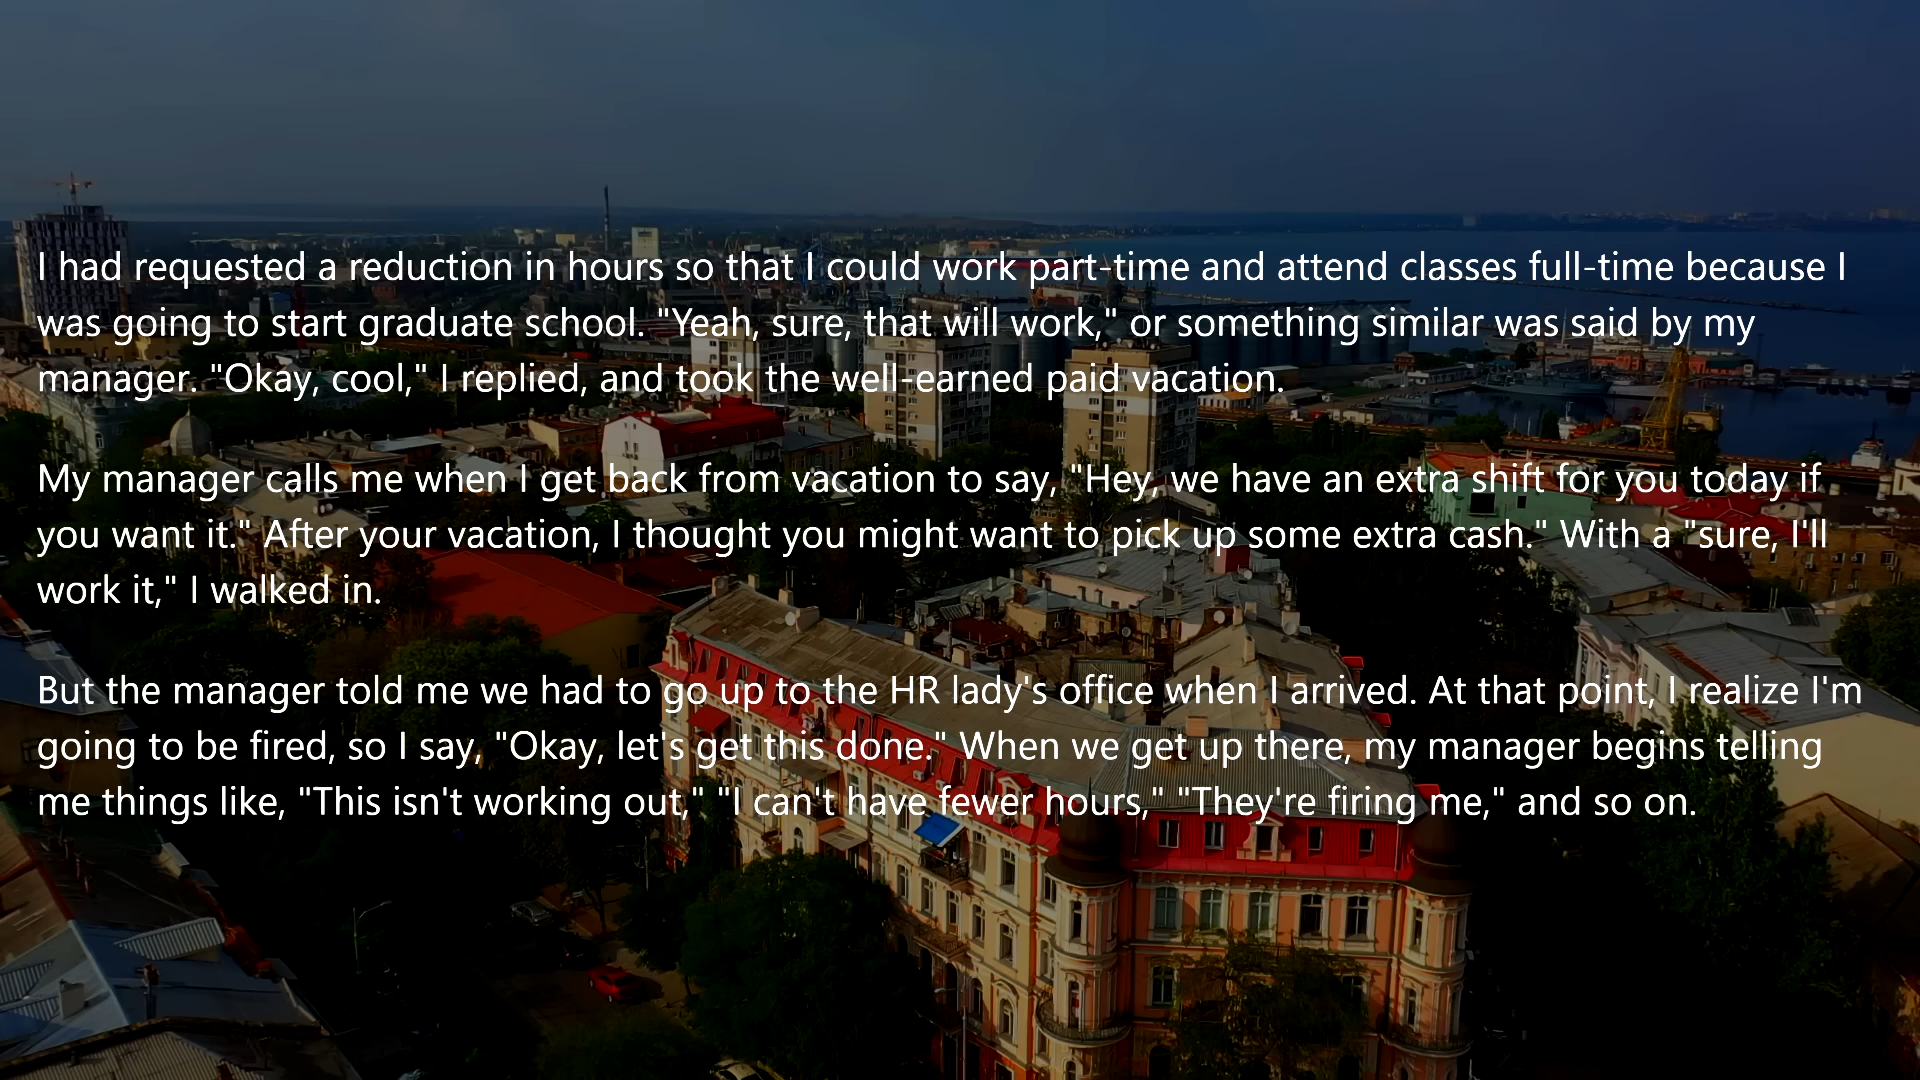 I had requested a reduction in hours so that I could work part-time and attend classes full-time because I
was going to start graduate school. "Yeah, sure, that will work," or something similar was said by my
manager. "Okay, cool," I replied, and took the well-earned paid vacation.
My manager calls me when I get back from vacation to say, "Hey, we have an extra shift for you today if
you want it." After your vacation, I thought you might want to pick up some extra cash." With a "sure, I'll
work it," I walked in.
But the manager told me we had to go up to the HR lady's office when I arrived. At that point, I realize I'm
going to be fired, so I say, "Okay, let's get this done." When we get up there, my manager begins telling
me things like, "This isn't working out," "I can't have fewer hours," "They're firing me," and so on.